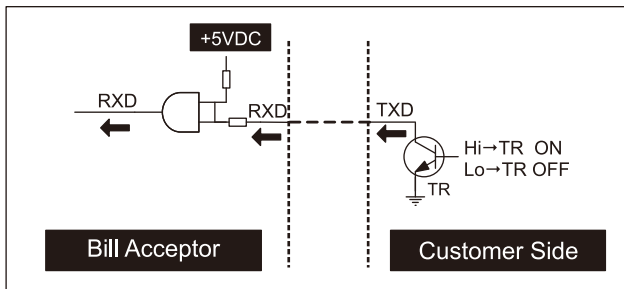 +5VDC
RXD
RXD
TXD
Hi→TR ON
Lo→TR OFF
TR
Bill Acceptor
Customer Side